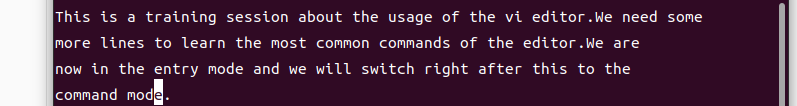 This is a training session about the usage of the vi editor.We need some
more lines to learn the most common commands of the editor.We are
now in the entry mode and we will switch right after this to the
command mode.